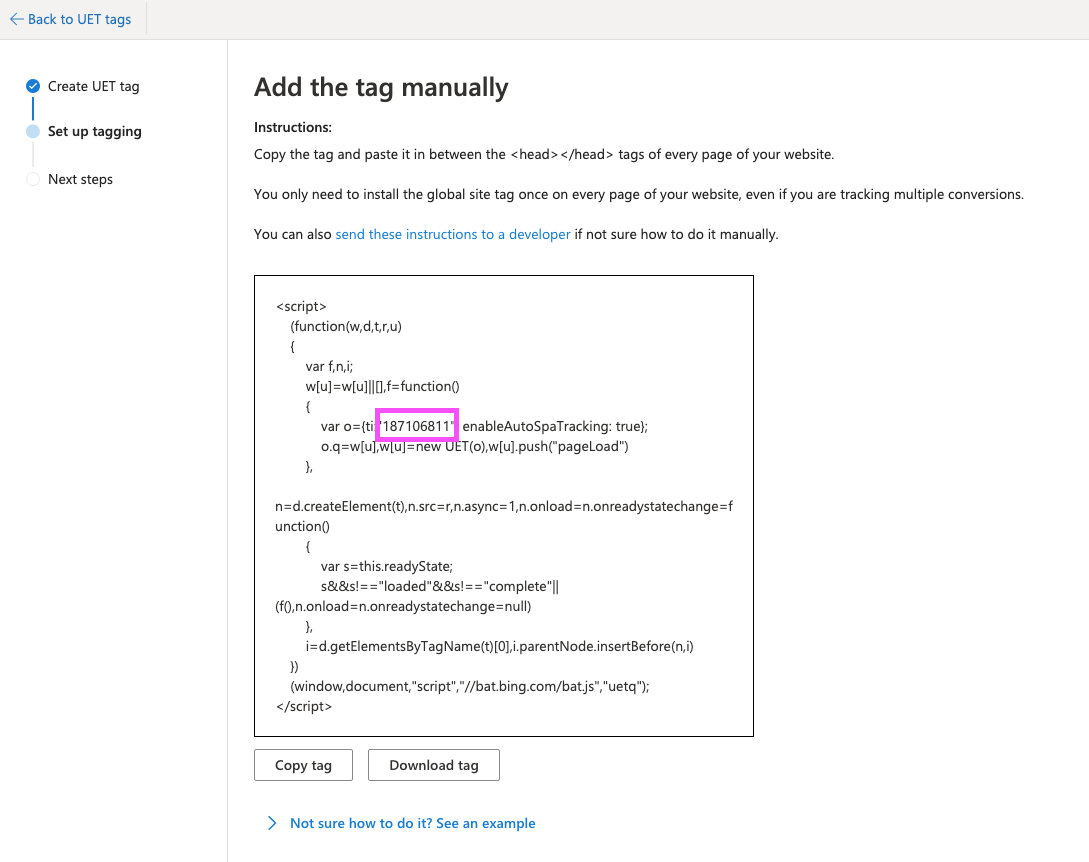 Back to UET tags
Create UET tag
Set up tagging
Next steps
Add the tag manually
Instructions:
Copy the tag and paste it in between the <head></head> tags of every page of your website.
You only need to install the global site tag once on every page of your website, even if you are tracking multiple conversions.
You can also send these instructions to a developer if not sure how to do it manually.
<script>
(function(w,d,t,r,u)
{
var f,n,i;
w[u]=w[u]||[],f=function()
{
var o={ti:"187106811", enableAutoSpaTracking: true};
o.q=w[u],w[u]=new UET(o),w[u].push("pageLoad")
},
n=d.createElement(t),n.src=r,n.async=1,n.onload=n.onreadystatechange=f
unction()
{
var s=this.readyState;
s&&s!=="loaded"&&s!=="complete"||
(f(),n.onload=n.onreadystatechange=null)
},
i=d.getElementsByTagName(t)[0],i.parentNode.insertBefore(n,i)
})
(window,document,"script","//bat.bing.com/bat.js","uetq");
</script>
Copy tag
Download tag
Not sure how to do it? See an example